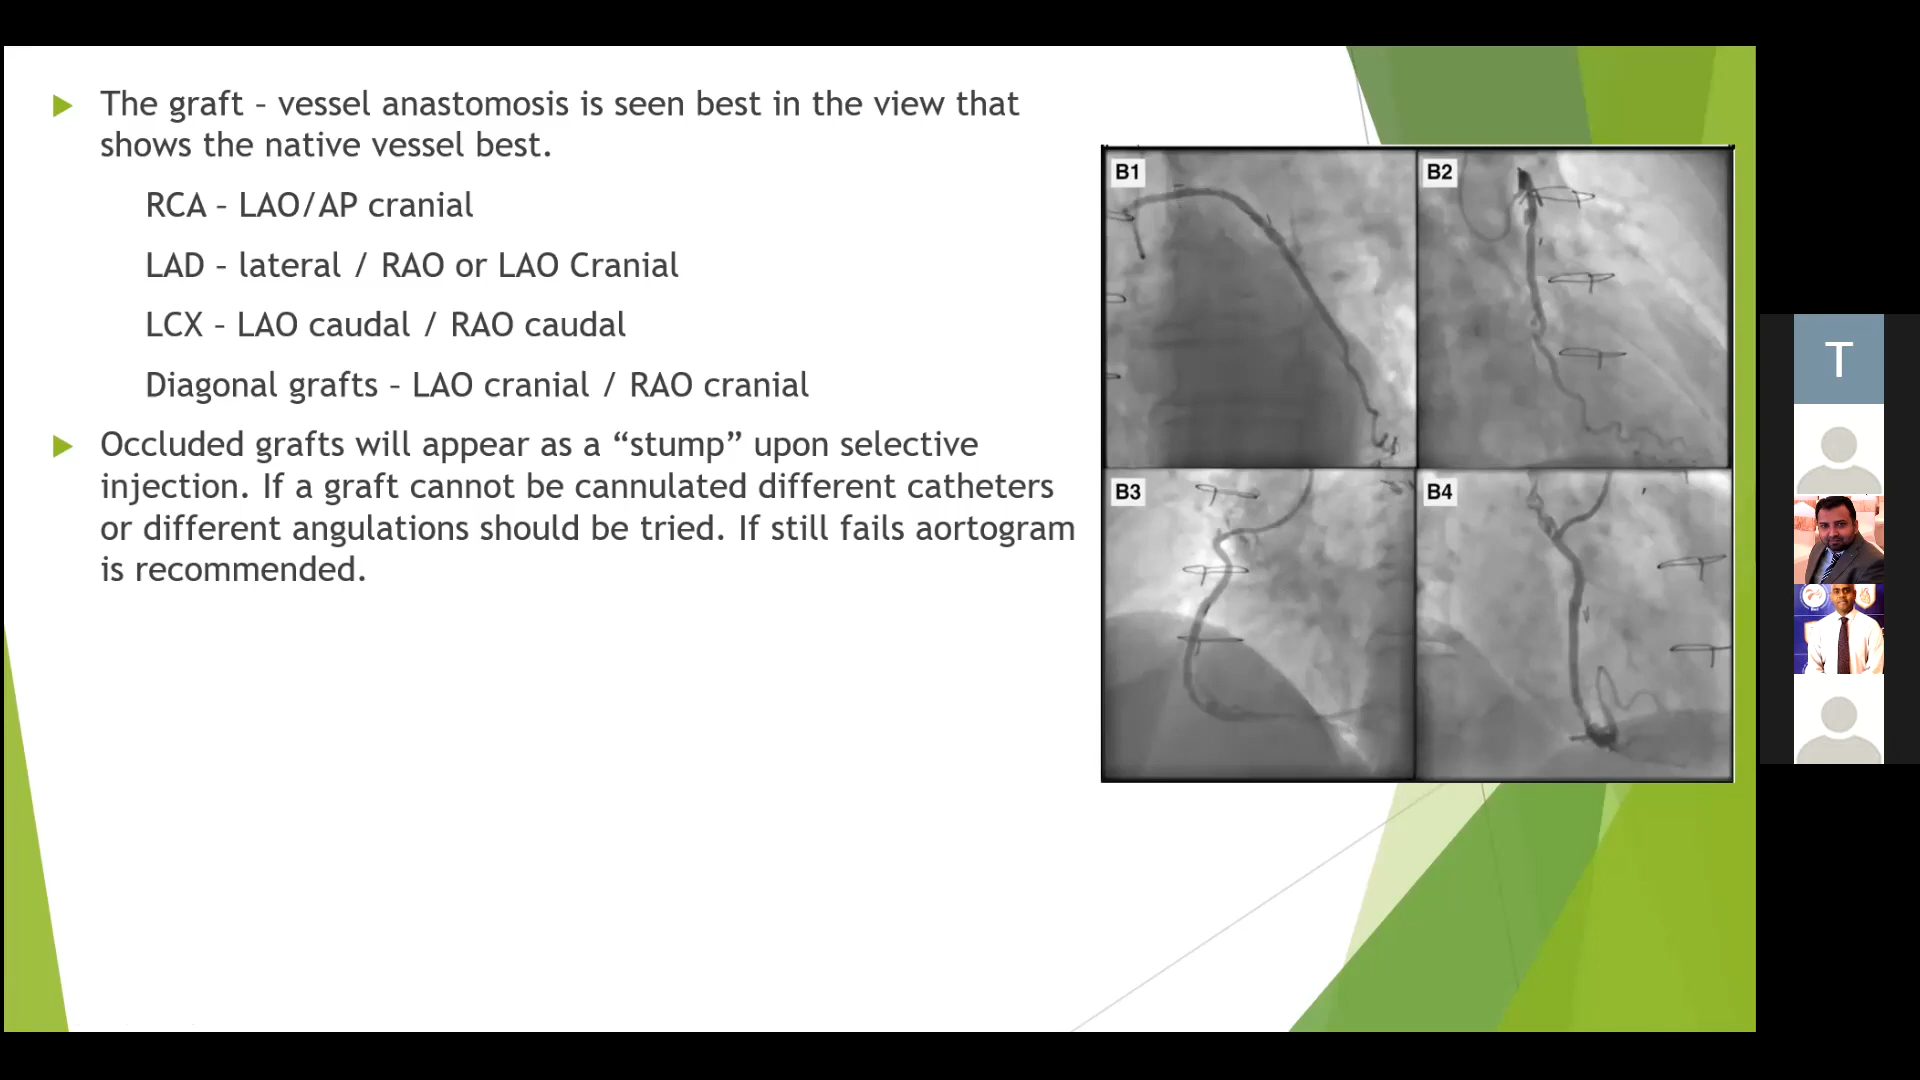 The graft – vessel anastomosis is seen best in the view that
shows the native vessel best.
RCA – LAO/AP cranial
LAD – lateral / RAO or LAO Cranial
LCX – LAO caudal / RAO caudal
Diagonal grafts – LAO cranial / RAO cranial
Occluded grafts will appear as a “stump” upon selective
injection. If a graft cannot be cannulated different catheters
or different angulations should be tried. If still fails aortogram
is recommended.
B1
B2
B3
B4
T